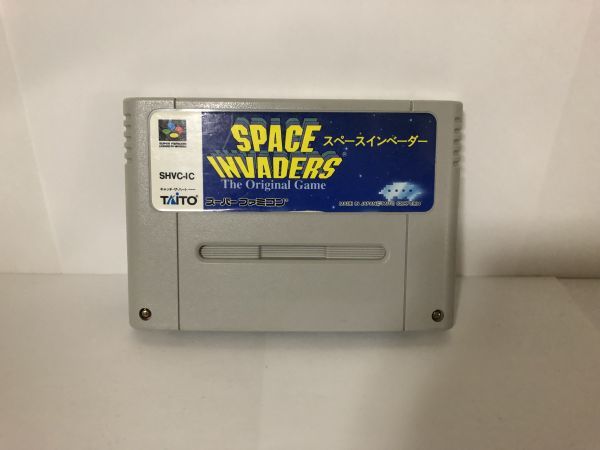 SHVC-IC
TAITO
SPACE
INVADERS
The Original Game
スーパーファミコン
スペースインベーダー